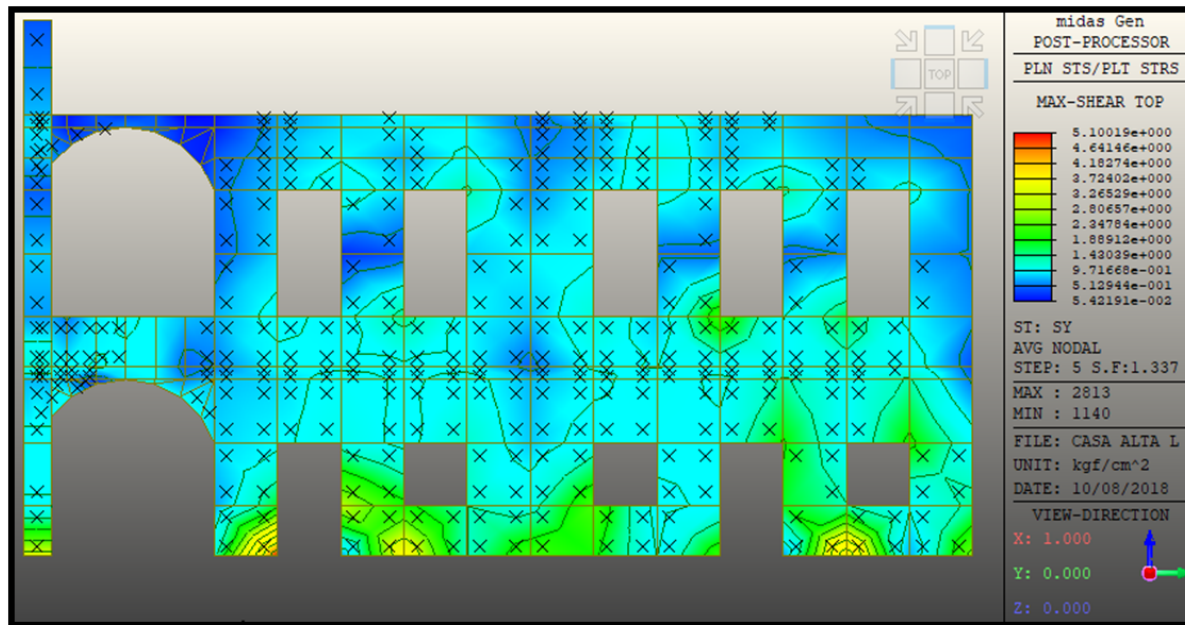 midas Gen
POST-PROCESSOR
PLN STS/PLT STRS
MAX-SHEAR TOP
5.10019e+000
4.64146e+000
4.18274e+000
3.72402e+000
3.26529e+000
2.80657e+000
2.34784e+000
1.88912e+000
1.43039e+000
9.71668e-001
5.12944e-001
5.42191e-002
ST: SY
AVG NODAL
STEP: 5 S.F:1.337
MAX : 2813
MIN : 1140
FILE: CASA ALTA L
UNIT: kgf/cm^2
DATE: 10/08/2018
VIEW-DIRECTION
X: 1.000
Y: 0.000
Z: 0.000
TOP